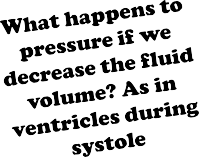 What happens to
pressure if we
decrease the fluid
volume? As in
ventricles during
systole